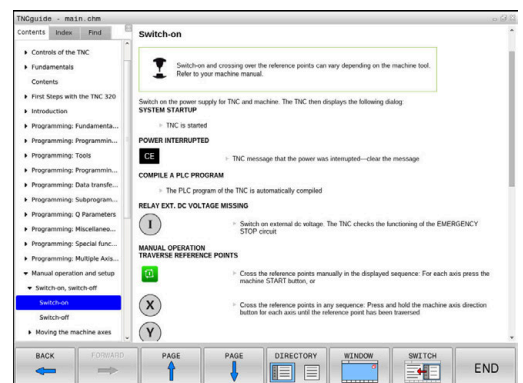 TNCguide - main.chm
Contents Index Find
Controls of the TNC
Fundamentals
Contents
First Steps with the TNC 320
Introduction
Programming: Fundamenta...
Programming: Programmin...
Programming: Tools
Programming: Programmin...
Programming: Data transfe...
Programming: Subprogram...
Programming: Q Parameters
Programming: Miscellaneo...
Programming: Special func...
Programming: Multiple Axis...
Manual operation and setup
Switch-on, switch-off
Switch-on
Switch-off
Moving the machine axes
Switch-on
Switch-on and crossing over the reference points can vary depending on the machine tool.
Refer to your machine manual.
Switch on the power supply for TNC and machine. The TNC then displays the following dialog:
SYSTEM STARTUP
TNC is started
POWER INTERRUPTED
CE
TNC message that the power was interrupted—clear the message
COMPILE A PLC PROGRAM
The PLC program of the TNC is automatically compiled
RELAY EXT. DC VOLTAGE MISSING
I
Switch on external dc voltage. The TNC checks the functioning of the EMERGENCY
STOP circuit
MANUAL OPERATION
TRAVERSE REFERENCE POINTS
Cross the reference points manually in the displayed sequence: For each axis press the
machine START button, or
X
Cross the reference points in any sequence: Press and hold the machine axis direction
button for each axis until the reference point has been traversed
Y
BACK FORWARD PAGE PAGE DIRECTORY WINDOW SWITCH END